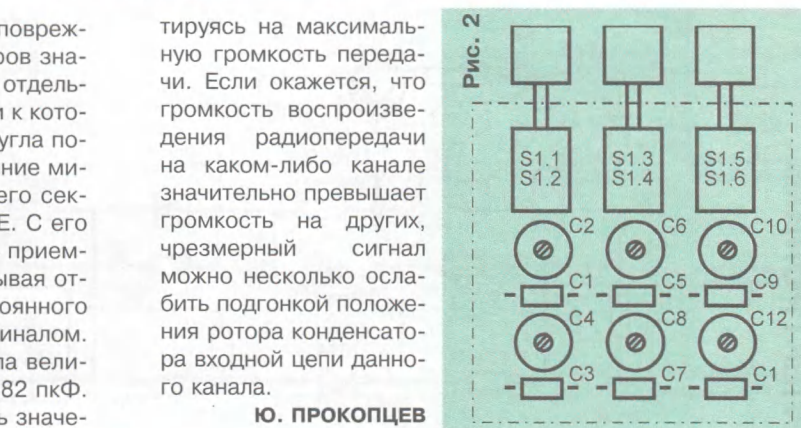 повреж-
ров зна-
отдель-
и к кото-
угла по-
ние ми-
его сек-
Е. С его
прием-
ывая от-
тоянного
иналом.
ла вели-
82 пкФ.
ь значе-
тируясь на максималь-
ную громкость переда-
чи. Если окажется, что
громкость воспроизве-
дения радиопередачи
на каком-либо канале
значительно превышает
громкость на других,
чрезмерный сигнал
можно несколько осла-
бить подгонкой положе-
ния ротора конденсато-
ра входной цепи данно-
го канала.
Ю. ПРОКОПЦЕВ
Рис. 2
S1.1 S1.3 S1.5
S1.2 S1.4 S1.6
C2 C6 C10
C1 C5 C9
C4 C8 C12
C3 C7 C1